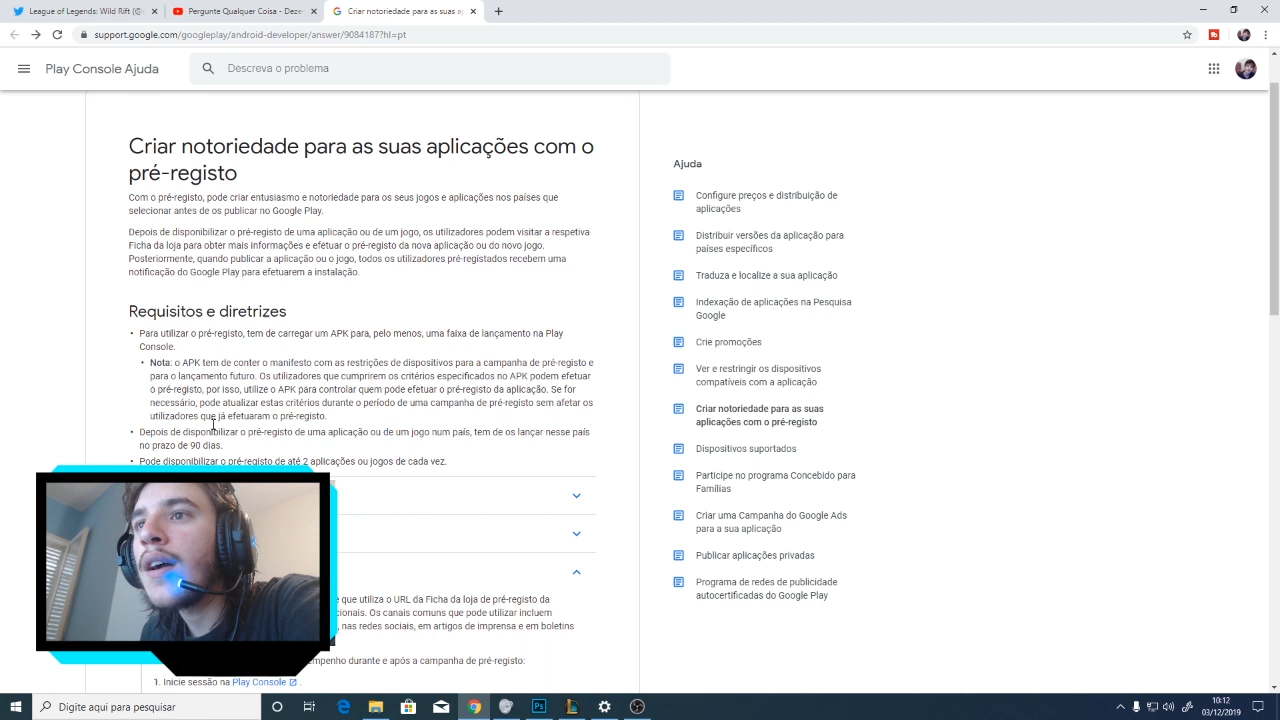 League of Legends: Wild Rift (@
Pergunte Qualquer Coisa - Deze
Criar notoriedade para as suas a
support.google.com/googleplay/android-developer/answer/9084187?hl=pt
Play Console Ajuda
Descreva o problema
Criar notoriedade para as suas aplicações com o
pré-registo
Com o pré-registo, pode criar entusiasmo e notoriedade para os seus jogos e aplicações nos países que
selecionar antes de os publicar no Google Play.
Depois de disponibilizar o pré-registo de uma aplicação ou de um jogo, os utilizadores podem visitar a respetiva
Ficha da loja para obter mais informações e efetuar o pré-registo da nova aplicação ou do novo jogo.
Posteriormente, quando publicar a aplicação ou o jogo, todos os utilizadores pré-registados recebem uma
notificação do Google Play para efetuarem a instalação.
Requisitos e diretrizes
• Para utilizar o pré-registo, tem de carregar um APK para, pelo menos, uma faixa de lançamento na Play
Console.
• Nota: o APK tem de conter o manifesto com as restrições de dispositivos para a campanha de pré-registo e
para o lançamento futuro. Os utilizadores que cumprirem os critérios especificados no APK podem efetuar
o pré-registo, por isso, utilize o APK para controlar quem pode efetuar o pré-registo da aplicação. Se for
necessário, pode atualizar estas critérios durante o período de uma campanha de pré-registo sem afetar os
utilizadores que já efetuaram o pré-registo.
• Depois de disponibilizar o pré-registo de uma aplicação ou de um jogo num país, tem de os lançar nesse país
no prazo de 90 dias.
• Pode disponibilizar o pré-registo de até 2 aplicações ou jogos de cada vez.
e que utiliza o URL da Ficha da loja de pré-registo da
cionais. Os canais comuns que pode utilizar incluem
, nas redes sociais, em artigos de imprensa e em boletins
empenho durante e após a campanha de pré-registo:
1. Inicie sessão na Play Console .
Ajuda
Configure preços e distribuição de
aplicações
Distribuir versões da aplicação para
países específicos
Traduza e localize a sua aplicação
Indexação de aplicações na Pesquisa
Google
Crie promoções
Ver e restringir os dispositivos
compatíveis com a aplicação
Criar notoriedade para as suas
aplicações com o pré-registo
Dispositivos suportados
Participe no programa Concebido para
Famílias
Criar uma Campanha do Google Ads
para a sua aplicação
Publicar aplicações privadas
Programa de redes de publicidade
autocertificadas do Google Play
Digite aqui para pesquisar
Ps
10:12
03/12/2019